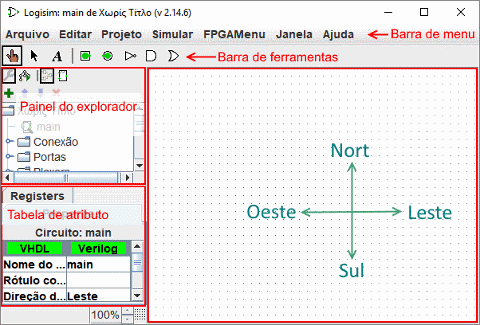 Logisim: main de Χωρίς Τίτλο (v 2.14.6)
Arquivo Editar Projeto Simular FPGAMenu Janela Ajuda
Barra de menu
A
Barra de ferramentas
Χωρίς Τίτλο
Painel do explorador
main
Conexão
Portas
Plexers
Registers
Tabela de atributo
Circuito: main
VHDL Verilog
Nome do ... main
Rótulo co...
Direção d... Leste
100%
Nort
Oeste
Leste
Sul